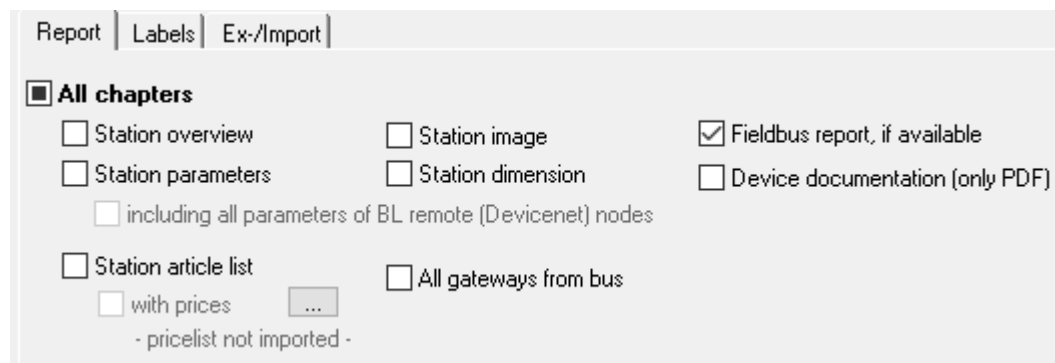 Report Labels Ex-/Import
All chapters
Station overview Station image Fieldbus report, if available
Station parameters Station dimension Device documentation (only PDF)
including all parameters of BL remote (Devicenet) nodes
Station article list All gateways from bus
with prices ...
- pricelist not imported -